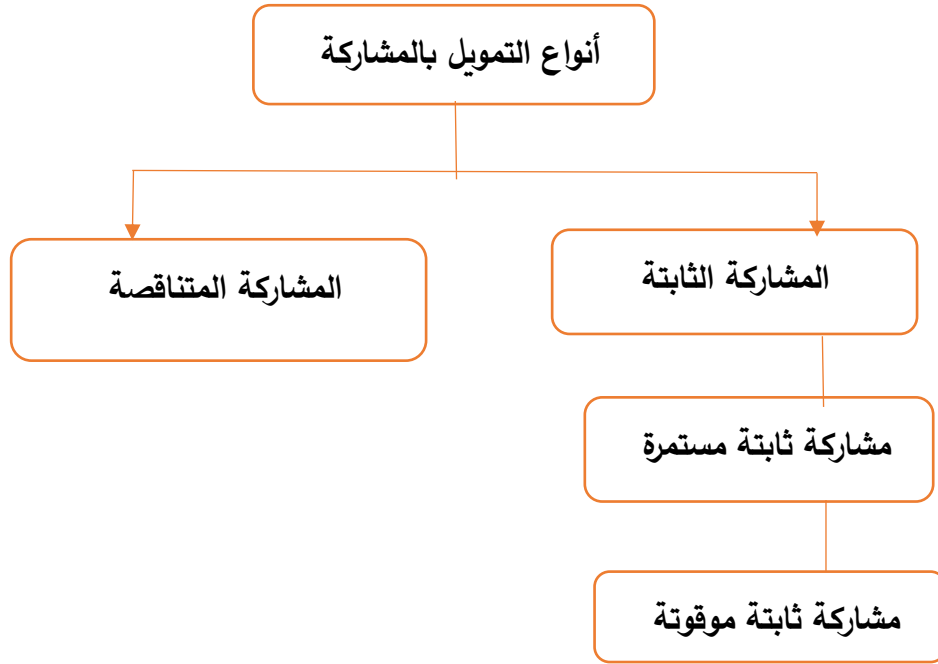 أنواع التمويل بالمشاركة
المشاركة الثابتة
المشاركة المتناقصة
مشاركة ثابتة مستمرة
مشاركة ثابتة موقوتة